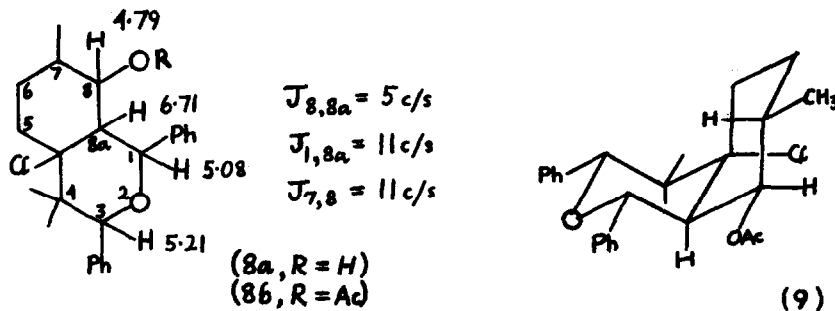 H
4·79
OR
7
8
6
H
6·71
5
8a
Ph
Cl
1
H 5·08
4
2
O
3
H 5·21
Ph
(8a, R = H)
(8b, R = Ac)
J8,8a = 5 c/s
J1,8a = 11 c/s
J7,8 = 11 c/s
CH3
H
Ph
Cl
O
H
Ph
OAc
H
(9)